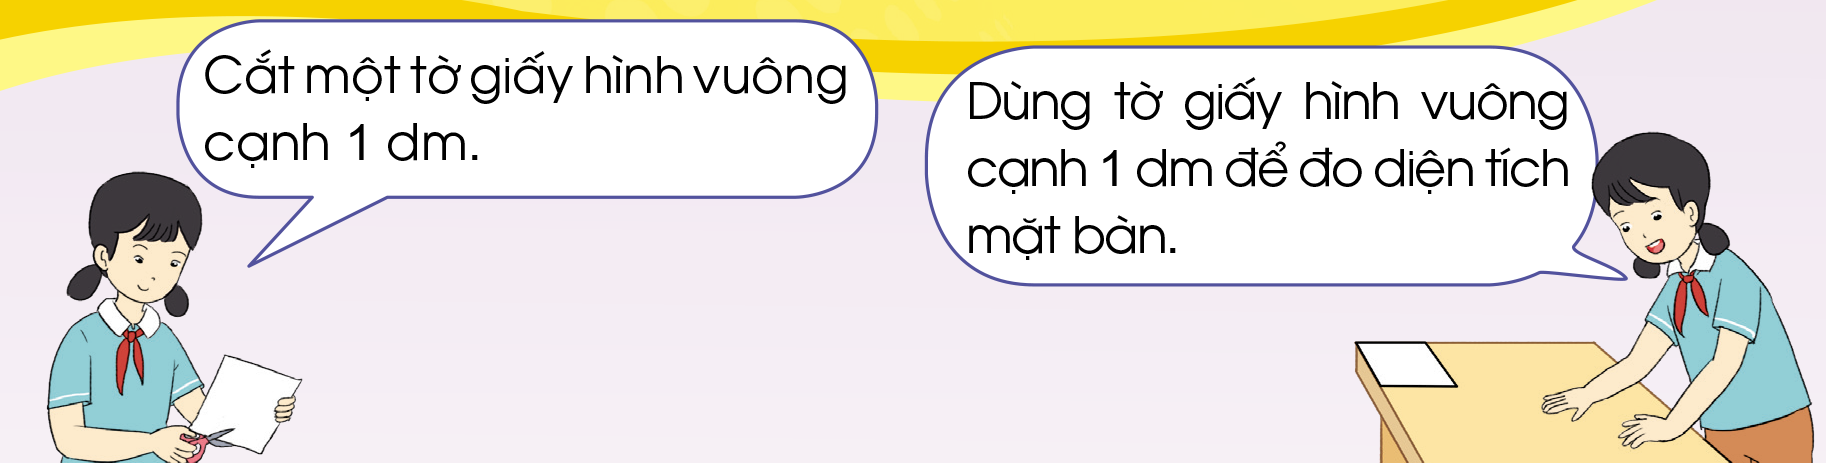 Cắt một tờ giấy hình vuông
cạnh 1 dm.
Dùng tờ giấy hình vuông
cạnh 1 dm để đo diện tích
mặt bàn.